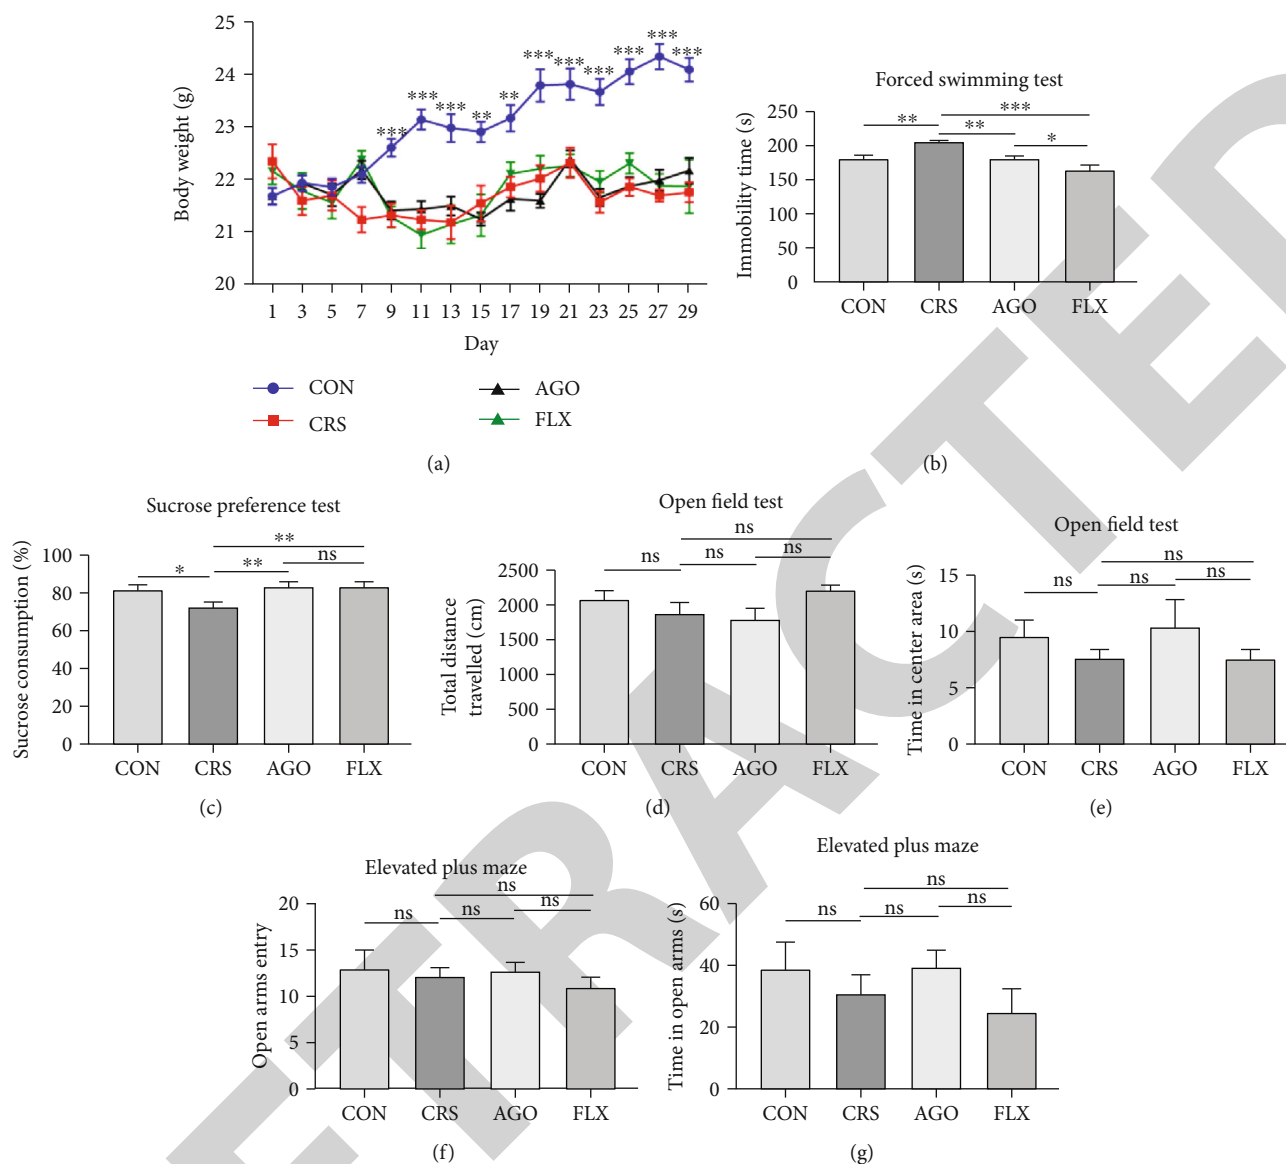 25
24
23
22
21
20
Body weight (g)
*** *** *** ** ** *** *** *** *** *** ***
1 3 5 7 9 11 13 15 17 19 21 23 25 27 29
Day
CON
CRS
AGO
FLX
(a)
Forced swimming test
***
** **
*
250
200
150
100
50
0
Immobility time (s)
CON CRS AGO FLX
(b)
Sucrose preference test
**
* ** ns
100
80
60
40
20
0
Sucrose consumption (%)
CON CRS AGO FLX
(c)
Open field test
ns
ns ns ns
2500
2000
1500
1000
500
0
Total distance
travelled (cm)
CON CRS AGO FLX
(d)
Open field test
ns
ns ns ns
15
10
5
0
Time in center area (s)
CON CRS AGO FLX
(e)
Elevated plus maze
ns
ns ns ns
20
15
10
5
0
Open arms entry
CON CRS AGO FLX
(f)
Elevated plus maze
ns
ns ns ns
60
40
20
0
Time in open arms (s)
CON CRS AGO FLX
(g)
RETRACTED